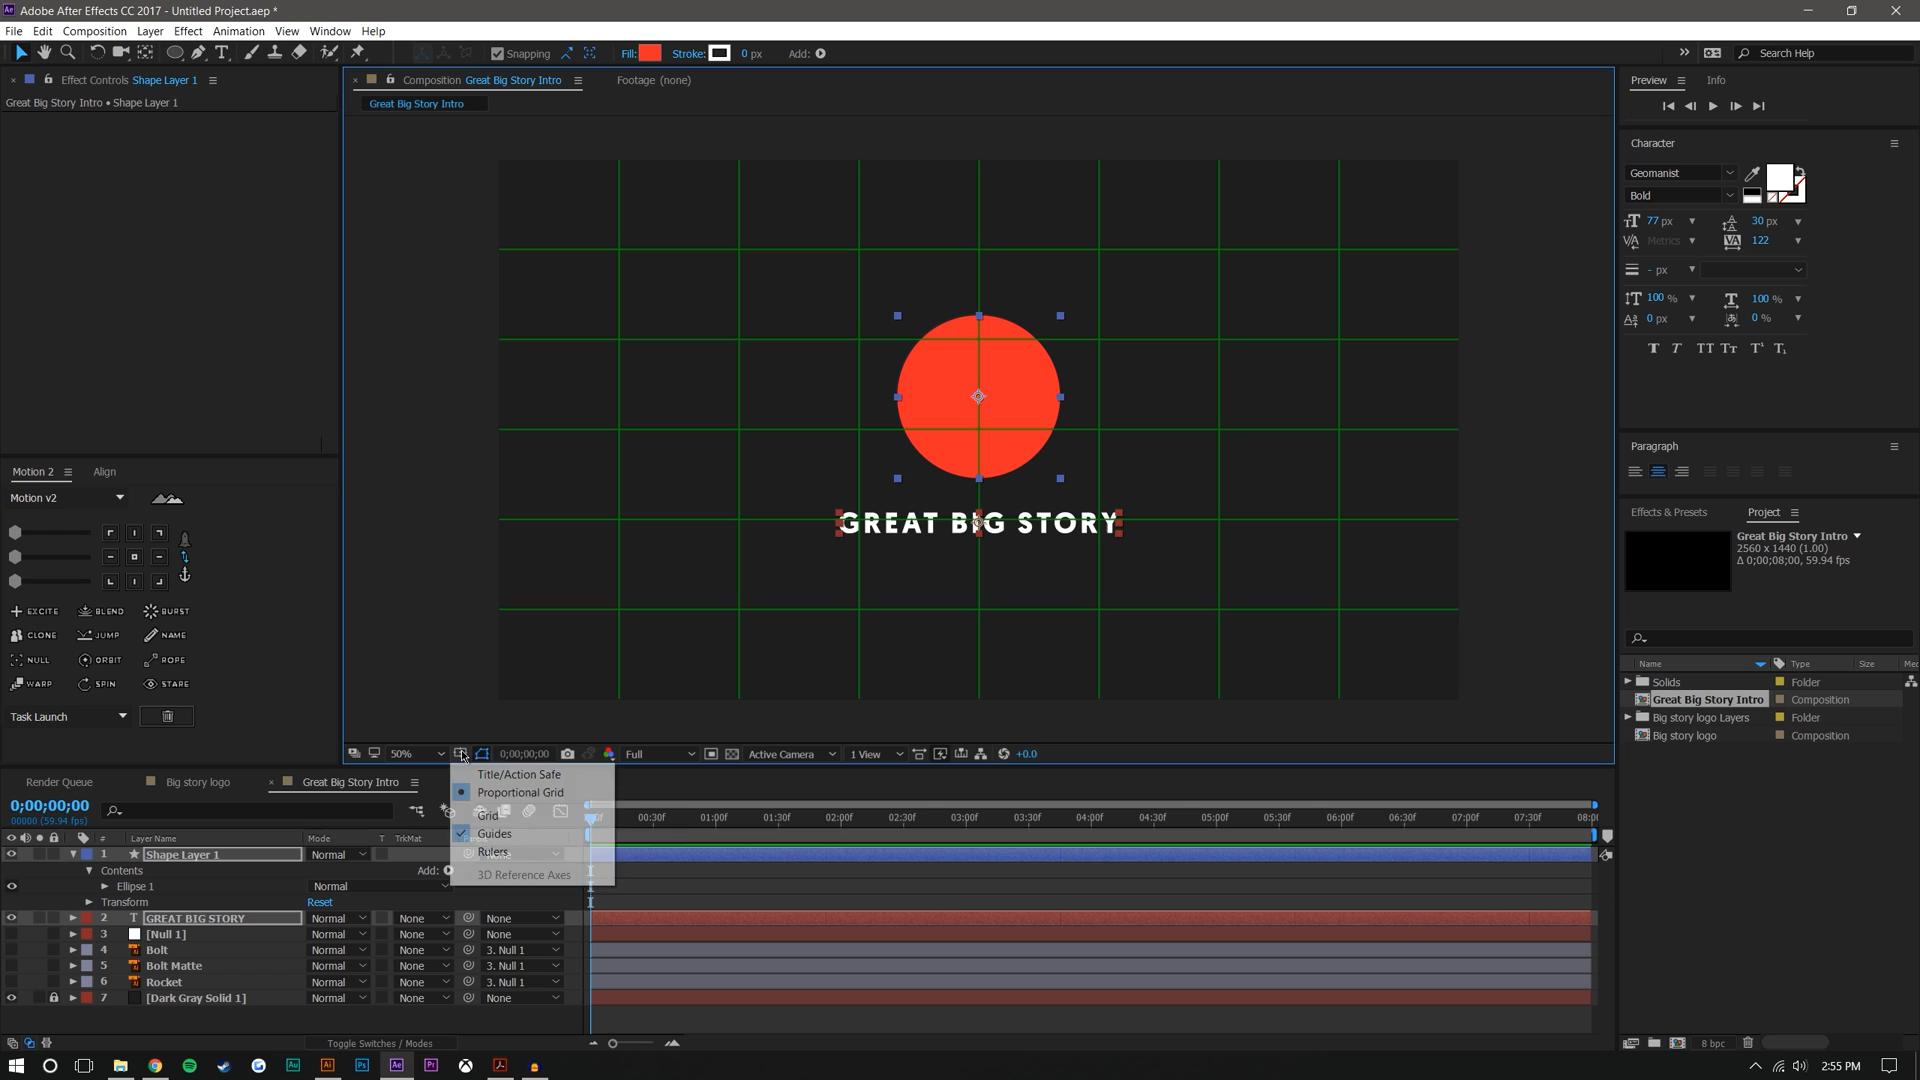 Adobe After Effects CC 2017 - Untitled Project.aep *
File Edit Composition Layer Effect Animation View Window Help
Snapping Fill: Stroke: 0 px Add: Search Help
Effect Controls Shape Layer 1
Great Big Story Intro • Shape Layer 1
Composition Great Big Story Intro Footage (none)
Great Big Story Intro
Preview Info
Character
Geomanist
Bold
77 px 30 px
Metrics 122
- px
100 % 100 %
0 px 0 %
T T TT Tт T¹ T₁
Paragraph
Effects & Presets Project
Great Big Story Intro
2560 x 1440 (1.00)
Δ 0;00;08;00, 59.94 fps)
Name Type Size
Solids Folder
Great Big Story Intro Composition
Big story logo Layers Folder
Big story logo Composition
8 bpc
Motion 2 Align
Motion v2
EXCITE BLEND BURST
CLONE JUMP NAME
NULL ORBIT ROPE
WARP SPIN STARE
Task Launch
GREAT BIG STORY
50% 0;00;00;00 Full Active Camera 1 View +0.0
Title/Action Safe
Proportional Grid
Grid
Guides
Rulers
3D Reference Axes
Render Queue Big story logo Great Big Story Intro
0;00;00;00
00000 (59.94 fps)
00:30f 01:00f 01:30f 02:00f 02:30f 03:00f 03:30f 04:00f 04:30f 05:00f 05:30f 06:00f 06:30f 07:00f 07:30f 08:0
# Layer Name Mode T TrkMat
1 Shape Layer 1 Normal
Contents Add:
Ellipse 1 Normal
Transform Reset
2 T GREAT BIG STORY Normal None None
3 [Null 1] Normal None None
4 Bolt Normal None 3. Null 1
5 Bolt Matte Normal None 3. Null 1
6 Rocket Normal None 3. Null 1
7 [Dark Gray Solid 1] Normal None None
Toggle Switches / Modes
2:55 PM